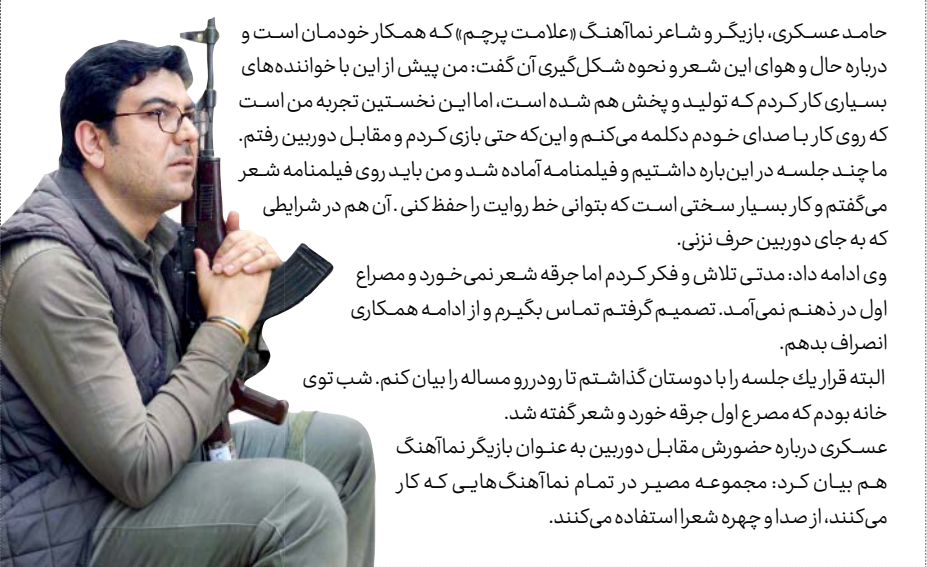 حامد عسکری، بازیگر و شاعر نماآهنگ «علامت پرچم» که همکار خودمان است و
درباره حال و هوای این شعر و نحوه شکل‌گیری آن گفت: من پیش از این با خواننده‌های
بسیاری کار کردم که تولید و پخش هم شده است، اما این نخستین تجربه من است
که روی کار با صدای خودم دکلمه می‌کنم و این‌که حتی بازی کردم و مقابل دوربین رفتم.
ما چند جلسه در این‌باره داشتیم و فیلمنامه آماده شد و من باید روی فیلمنامه شعر
می‌گفتم و کار بسیار سختی است که بتوانی خط روایت را حفظ کنی . آن هم در شرایطی
که به جای دوربین حرف نزنی.
وی ادامه داد: مدتی تلاش و فکر کردم اما جرقه شعر نمی‌خورد و مصراع
اول در ذهنم نمی‌آمد. تصمیم گرفتم تماس بگیرم و از ادامه همکاری
انصراف بدهم.
البته قرار یك جلسه را با دوستان گذاشتم تا رودررو مساله را بیان کنم. شب توی
خانه بودم که مصرع اول جرقه خورد و شعر گفته شد.
عسکری درباره حضورش مقابل دوربین به عنوان بازیگر نماآهنگ
هم بیان کرد: مجموعه مصیر در تمام نماآهنگ‌هایی که کار
می‌کنند، از صدا و چهره شعرا استفاده می‌کنند.